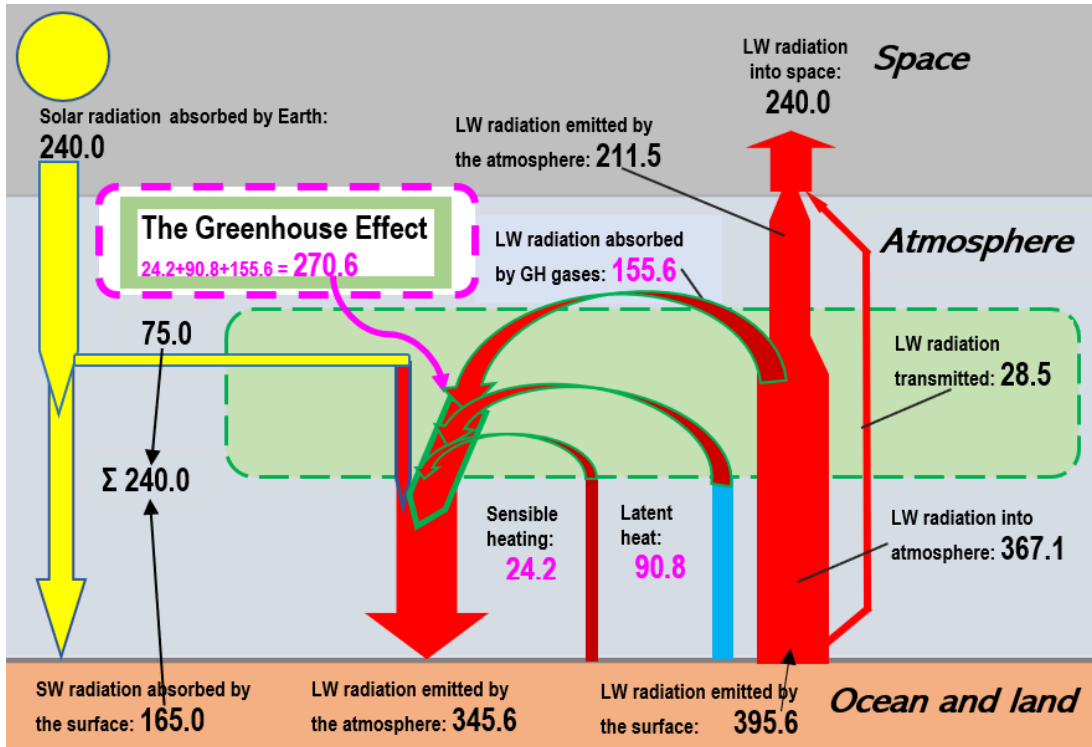 LW radiation
into space:
240.0
Space
Solar radiation absorbed by Earth:
240.0
LW radiation emitted by
the atmosphere: 211.5
The Greenhouse Effect
24.2+90.8+155.6 = 270.6
LW radiation absorbed
by GH gases: 155.6
Atmosphere
75.0
LW radiation
transmitted: 28.5
Σ 240.0
Sensible
heating:
24.2
Latent
heat:
90.8
LW radiation into
atmosphere: 367.1
SW radiation absorbed by
the surface: 165.0
LW radiation emitted by
the atmosphere: 345.6
LW radiation emitted by
the surface: 395.6
Ocean and land